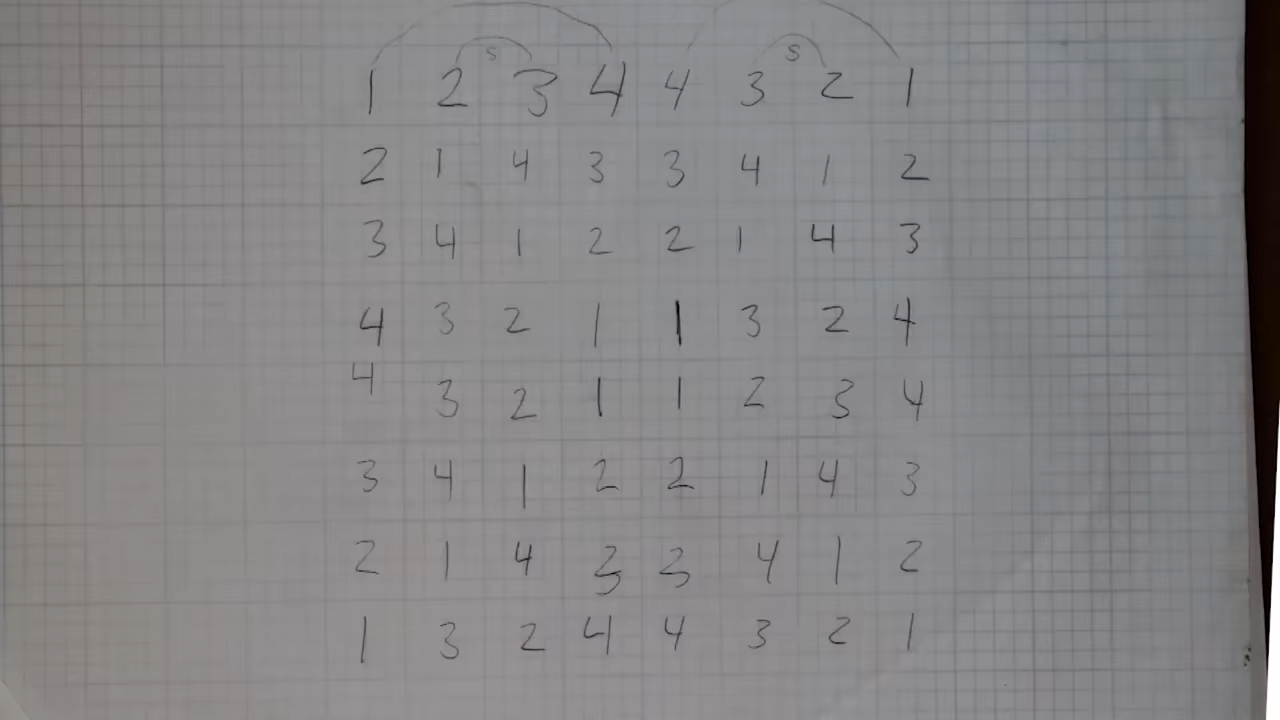 s s
1 2 3 4 4 3 2 1
2 1 4 3 3 4 1 2
3 4 1 2 2 1 4 3
4 3 2 1 1 3 2 4
4 3 2 1 1 2 3 4
3 4 1 2 2 1 4 3
2 1 4 3 3 4 1 2
1 3 2 4 4 3 2 1